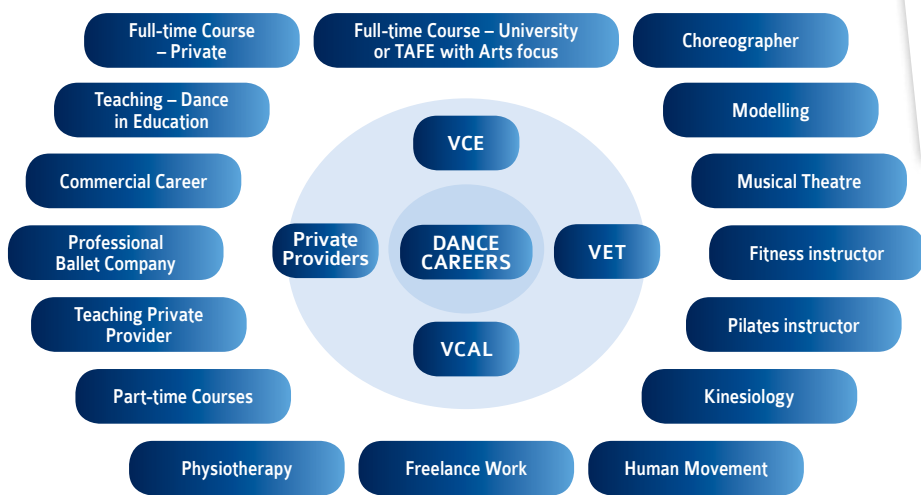 Full-time Course
– Private
Full-time Course – University
or TAFE with Arts focus
Choreographer
Teaching – Dance
in Education
Modelling
VCE
Commercial Career
Musical Theatre
Professional
Ballet Company
Private
Providers
DANCE
CAREERS
VET
Fitness instructor
Teaching Private
Provider
Pilates instructor
VCAL
Part-time Courses
Kinesiology
Physiotherapy
Freelance Work
Human Movement